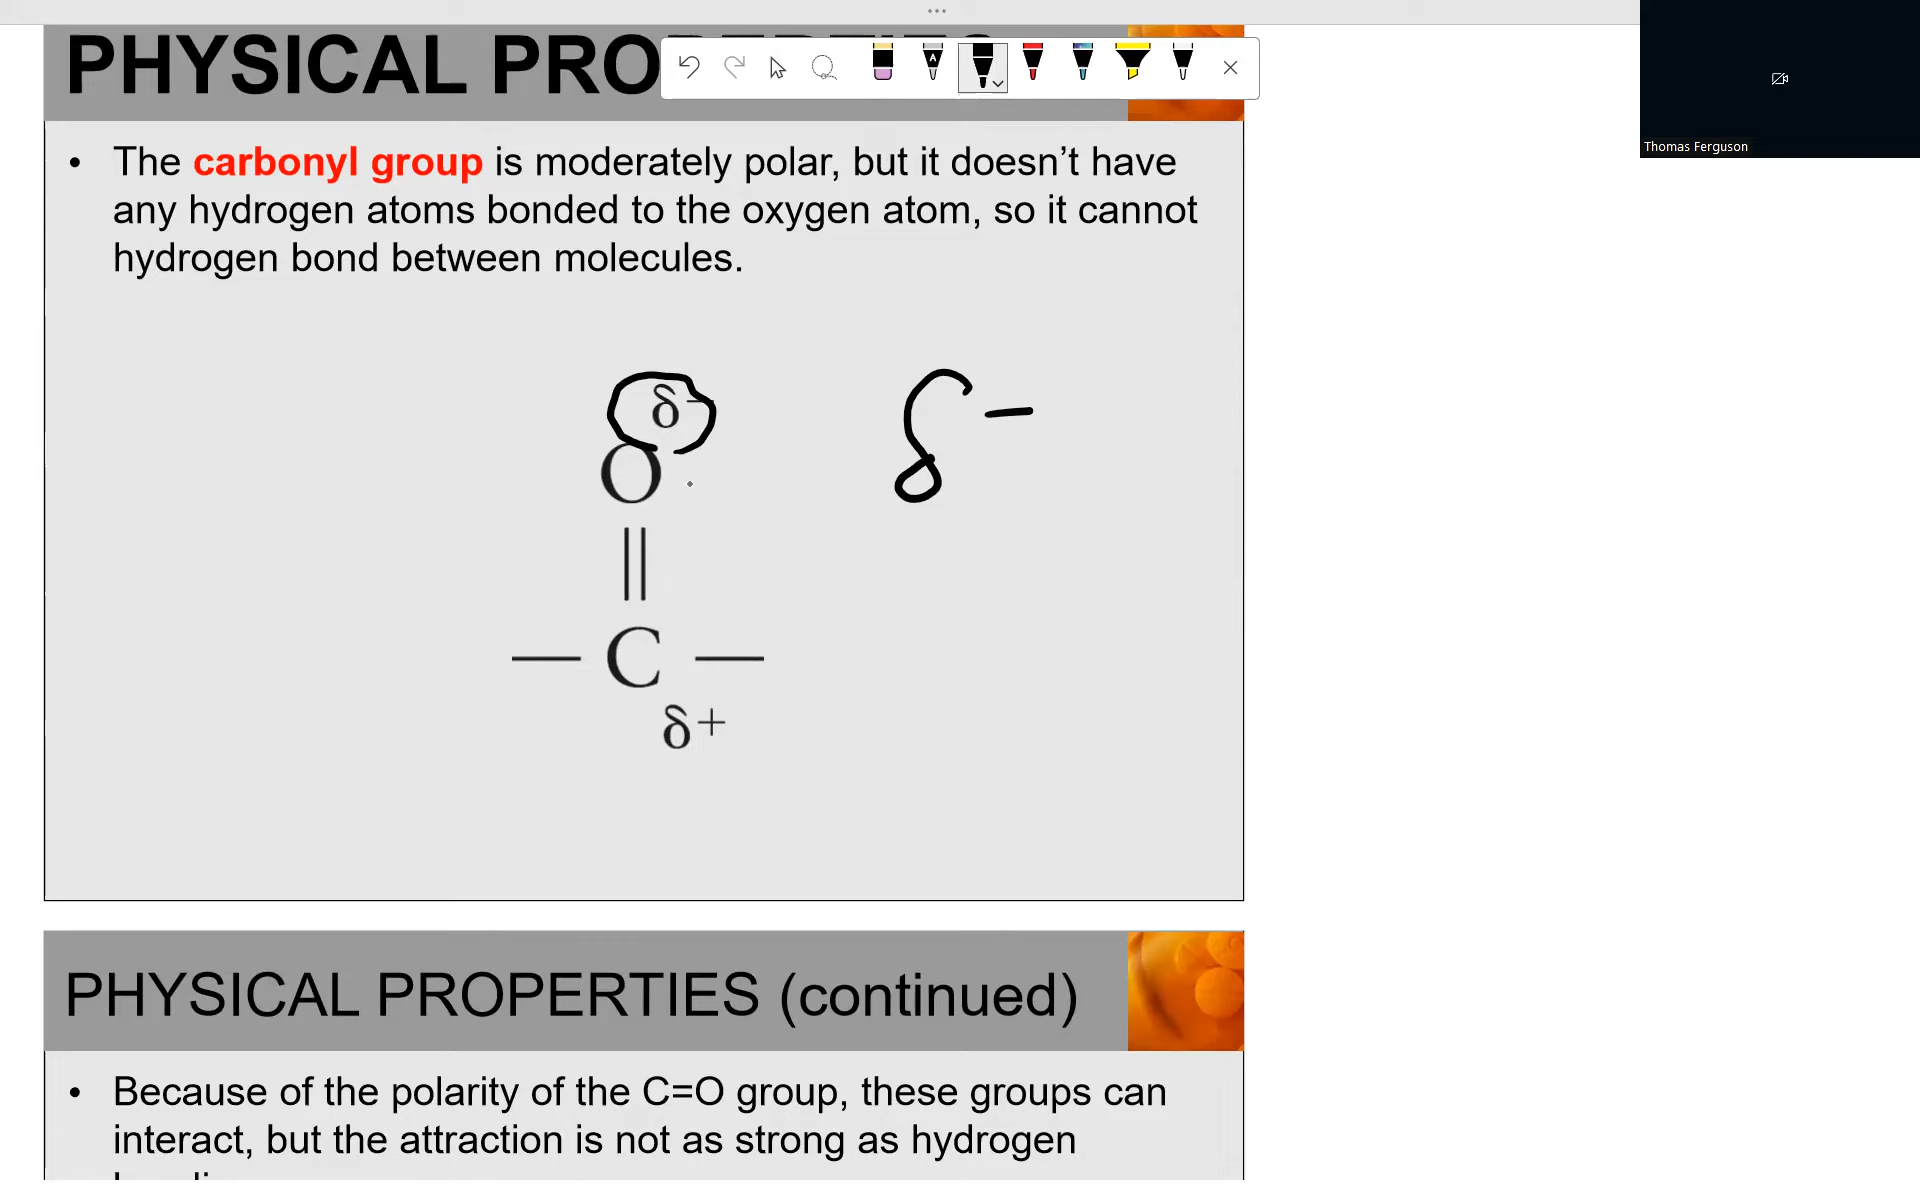 ...
PHYSICAL PRO
Thomas Ferguson
• The carbonyl group is moderately polar, but it doesn’t have
any hydrogen atoms bonded to the oxygen atom, so it cannot
hydrogen bond between molecules.
δ−
δ−
O
||
— C —
δ+
PHYSICAL PROPERTIES (continued)
• Because of the polarity of the C=O group, these groups can
interact, but the attraction is not as strong as hydrogen